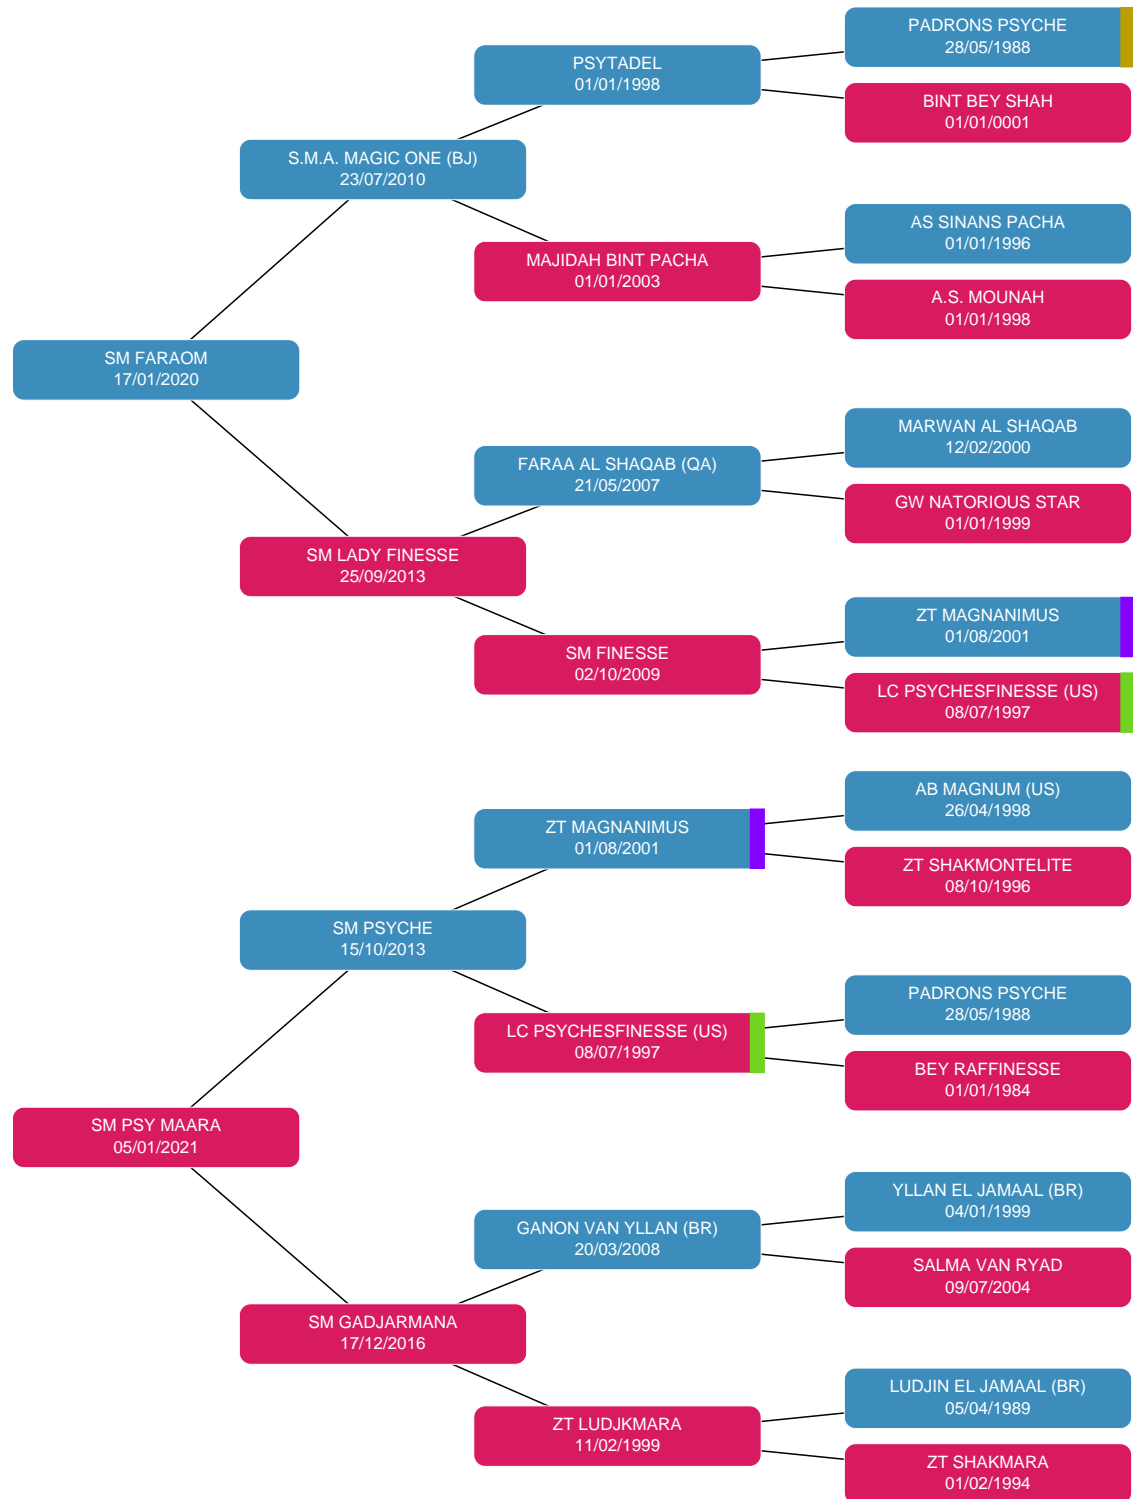 PADRONS PSYCHE
28/05/1988
PSYTADEL
01/01/1998
BINT BEY SHAH
01/01/0001
S.M.A. MAGIC ONE (BJ)
23/07/2010
AS SINANS PACHA
01/01/1996
MAJIDAH BINT PACHA
01/01/2003
A.S. MOUNAH
01/01/1998
SM FARAOM
17/01/2020
MARWAN AL SHAQAB
12/02/2000
FARAA AL SHAQAB (QA)
21/05/2007
GW NATORIOUS STAR
01/01/1999
SM LADY FINESSE
25/09/2013
ZT MAGNANIMUS
01/08/2001
SM FINESSE
02/10/2009
LC PSYCHESFINESSE (US)
08/07/1997
AB MAGNUM (US)
26/04/1998
ZT MAGNANIMUS
01/08/2001
ZT SHAKMONTELITE
08/10/1996
SM PSYCHE
15/10/2013
PADRONS PSYCHE
28/05/1988
LC PSYCHESFINESSE (US)
08/07/1997
BEY RAFFINESSE
01/01/1984
SM PSY MAARA
05/01/2021
YLLAN EL JAMAAL (BR)
04/01/1999
GANON VAN YLLAN (BR)
20/03/2008
SALMA VAN RYAD
09/07/2004
SM GADJARMANA
17/12/2016
LUDJIN EL JAMAAL (BR)
05/04/1989
ZT LUDJKMARA
11/02/1999
ZT SHAKMARA
01/02/1994